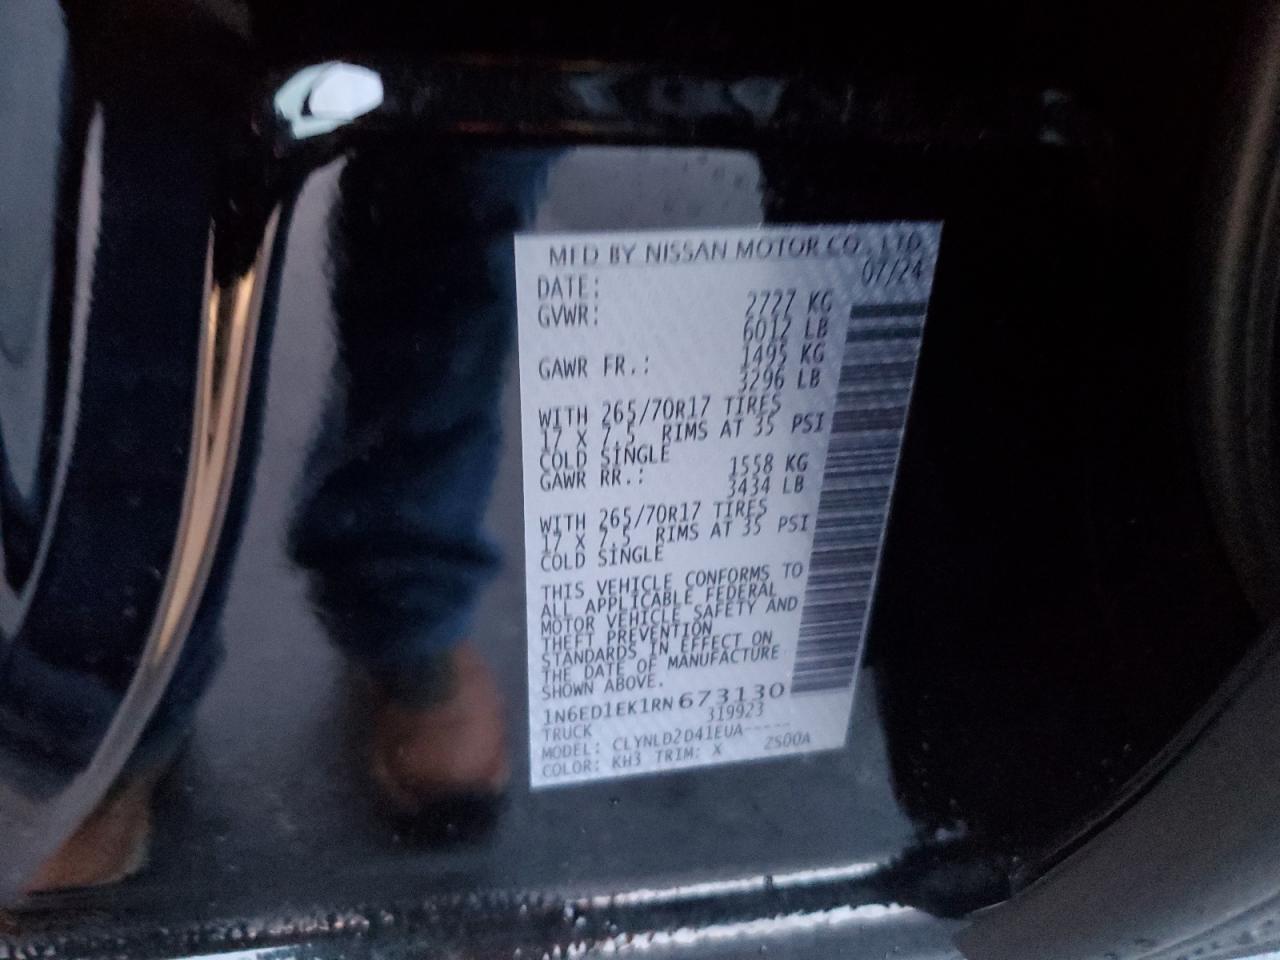 MFD BY NISSAN MOTOR CO., LTD.
DATE: 07/24
GVWR: 2727 KG
6012 LB
GAWR FR.: 1495 KG
3296 LB
WITH 265/70R17 TIRES
17 X 7.5 RIMS AT 35 PSI
COLD SINGLE
GAWR RR.: 1558 KG
3434 LB
WITH 265/70R17 TIRES
17 X 7.5 RIMS AT 35 PSI
COLD SINGLE
THIS VEHICLE CONFORMS TO
ALL APPLICABLE FEDERAL
MOTOR VEHICLE SAFETY AND
THEFT PREVENTION
STANDARDS IN EFFECT ON
THE DATE OF MANUFACTURE
SHOWN ABOVE.
1N6ED1EK1RN673130
TRUCK 319923
MODEL: CLYNLD2D41EUA-----
COLOR: KH3 TRIM: X ZS00A